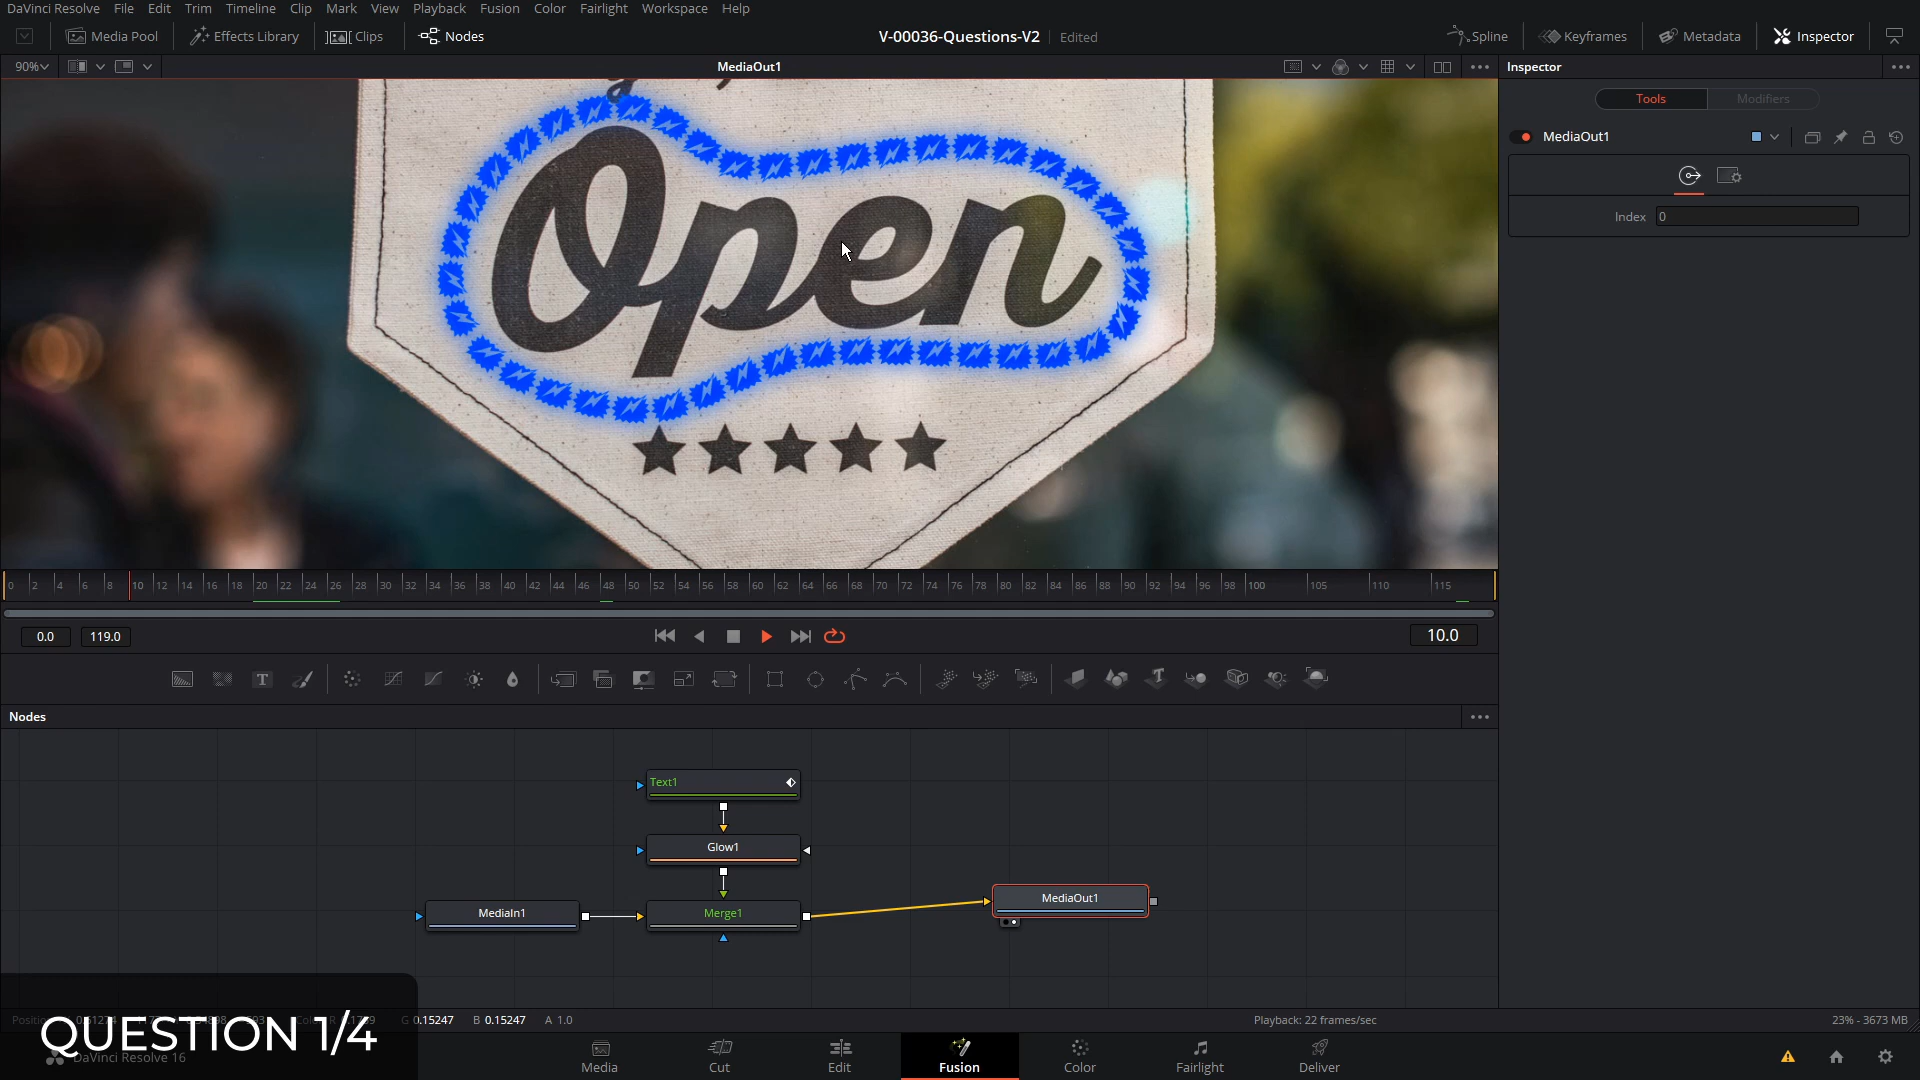 DaVinci Resolve File Edit Trim Timeline Clip Mark View Playback Fusion Color Fairlight Workspace Help
Media Pool Effects Library Clips Nodes V-00036-Questions-V2 Edited Spline Keyframes Metadata Inspector
90% MediaOut1 Inspector
Tools Modifiers
MediaOut1
Index 0
Open
0 2 4 6 8 10 12 14 16 18 20 22 24 26 28 30 32 34 36 38 40 42 44 46 48 50 52 54 56 58 60 62 64 66 68 70 72 74 76 78 80 82 84 86 88 90 92 94 96 98 100 105 110 115
0.0 119.0 10.0
T T
Nodes
Text1
Glow1
MediaIn1 Merge1 MediaOut1
G 0.15247 B 0.15247 A 1.0 Playback: 22 frames/sec 23% - 3673 MB
QUESTION 1/4
DaVinci Resolve 16
Media Cut Edit Fusion Color Fairlight Deliver